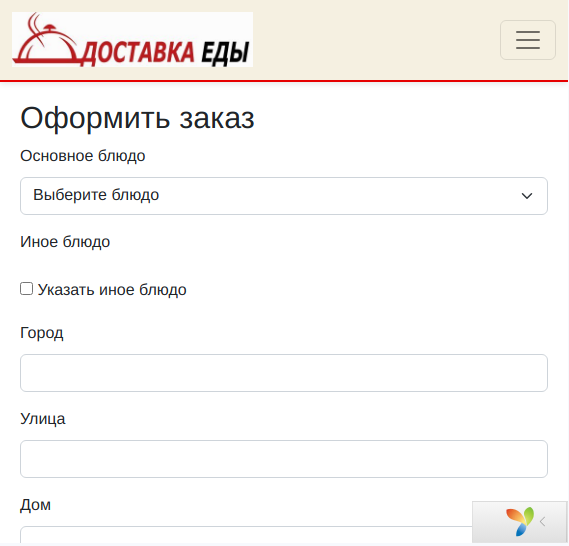 ДОСТАВКА ЕДЫ
Оформить заказ
Основное блюдо
Выберите блюдо
Иное блюдо
Указать иное блюдо
Город
Улица
Дом